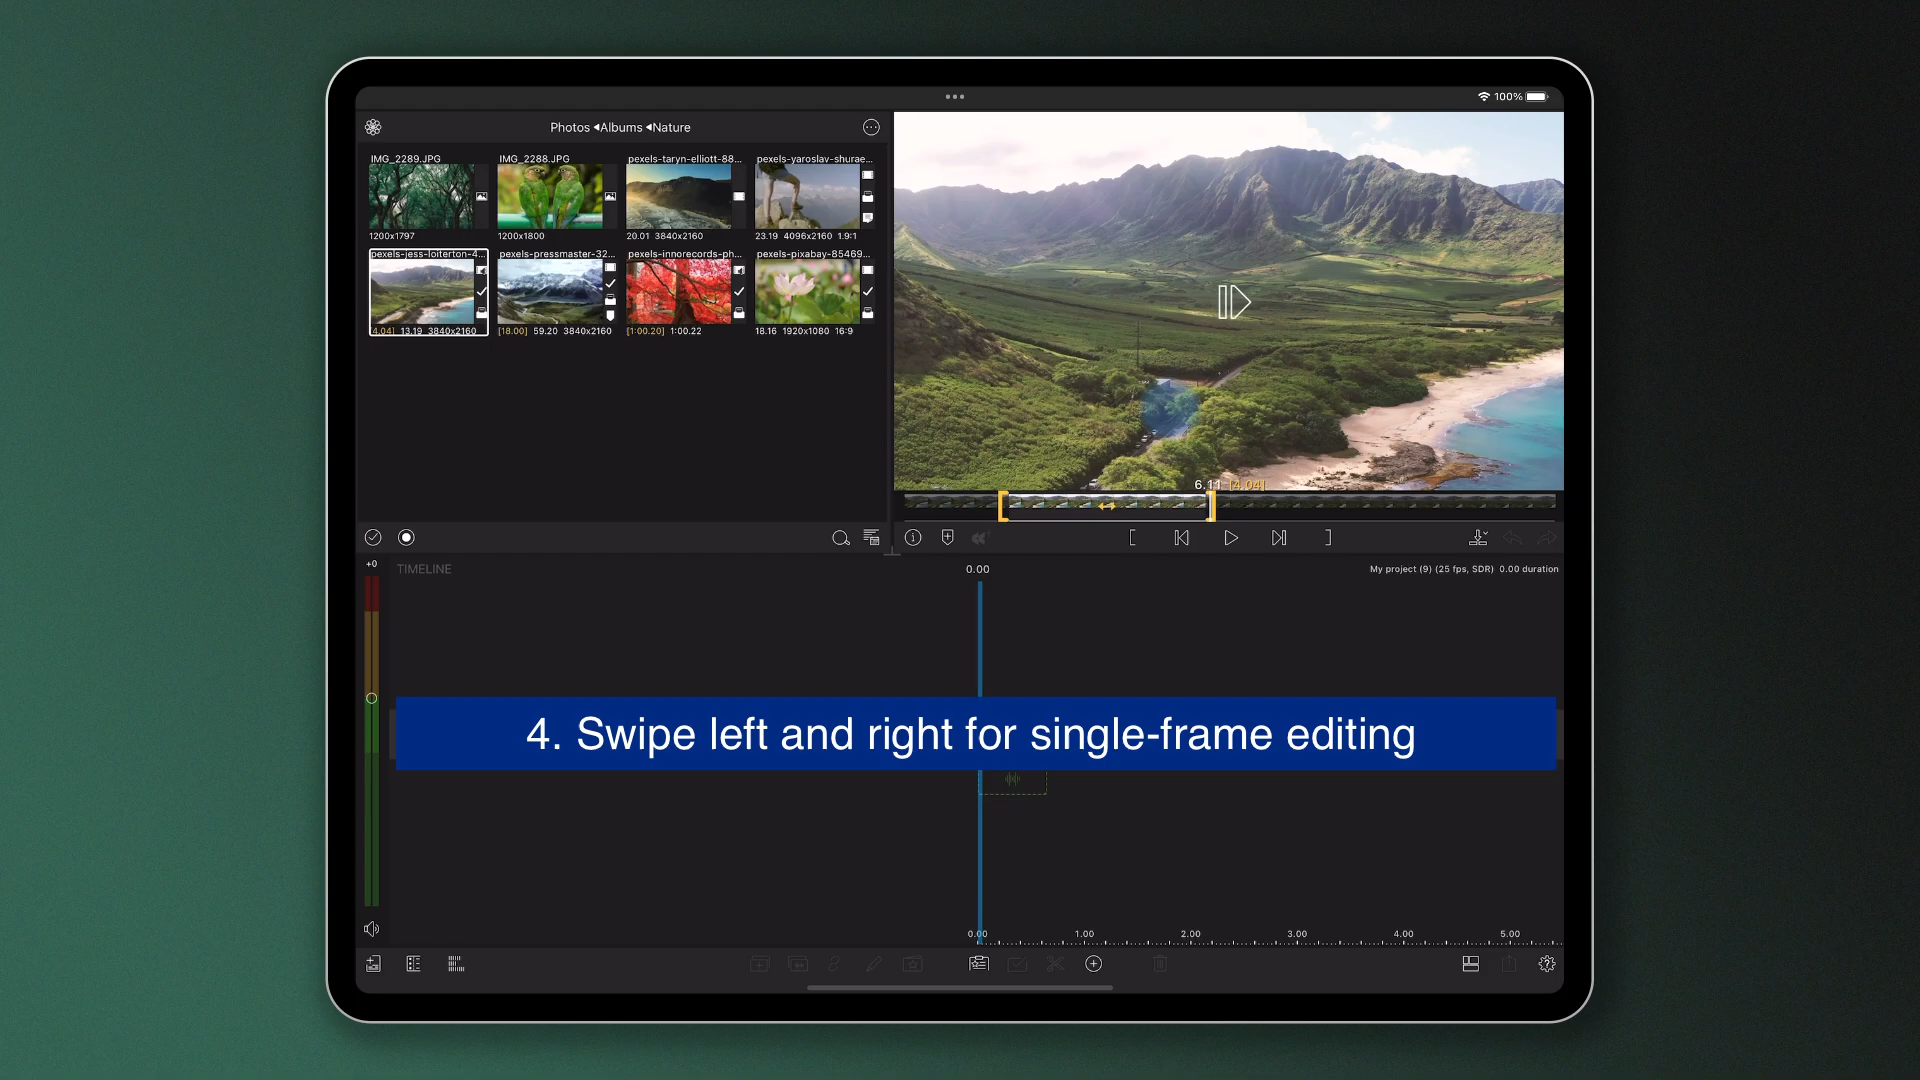 100%
Photos ◂Albums ◂Nature
IMG_2289.JPG
IMG_2288.JPG
pexels-taryn-elliott-88...
pexels-yaroslav-shurae...
1200x1797
1200x1800
20.01 3840x2160
23.19 4096x2160 1.9:1
pexels-jess-loiterton-4...
pexels-pressmaster-32...
pexels-innorecords-ph...
pexels-pixabay-85469...
4.04] 13.19 3840x2160
[18.00] 59.20 3840x2160
[1:00.20] 1:00.22
18.16 1920x1080 16:9
6.11 [4.04]
+0
TIMELINE
0.00
My project (9) (25 fps, SDR) 0.00 duration
4. Swipe left and right for single-frame editing
0.00 1.00 2.00 3.00 4.00 5.00